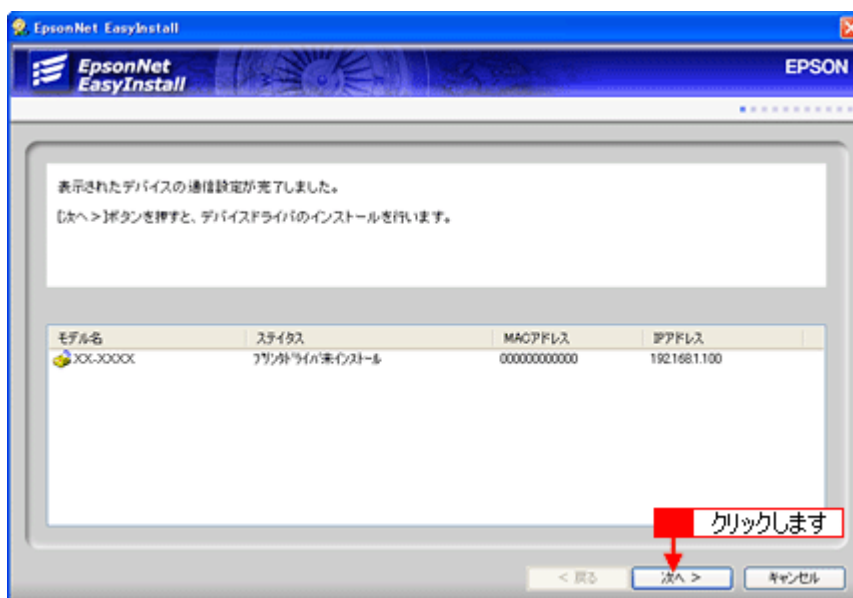 EpsonNet EasyInstall
EpsonNet
EasyInstall
EPSON
表示されたデバイスの通信設定が完了しました。
[次へ>]ボタンを押すと、デバイスドライバのインストールを行います。
モデル名 ステイタス MACアドレス IPアドレス
XX-XXXX プリンタドライバ未インストール 000000000000 192.168.1.100
クリックします
< 戻る 次へ > キャンセル